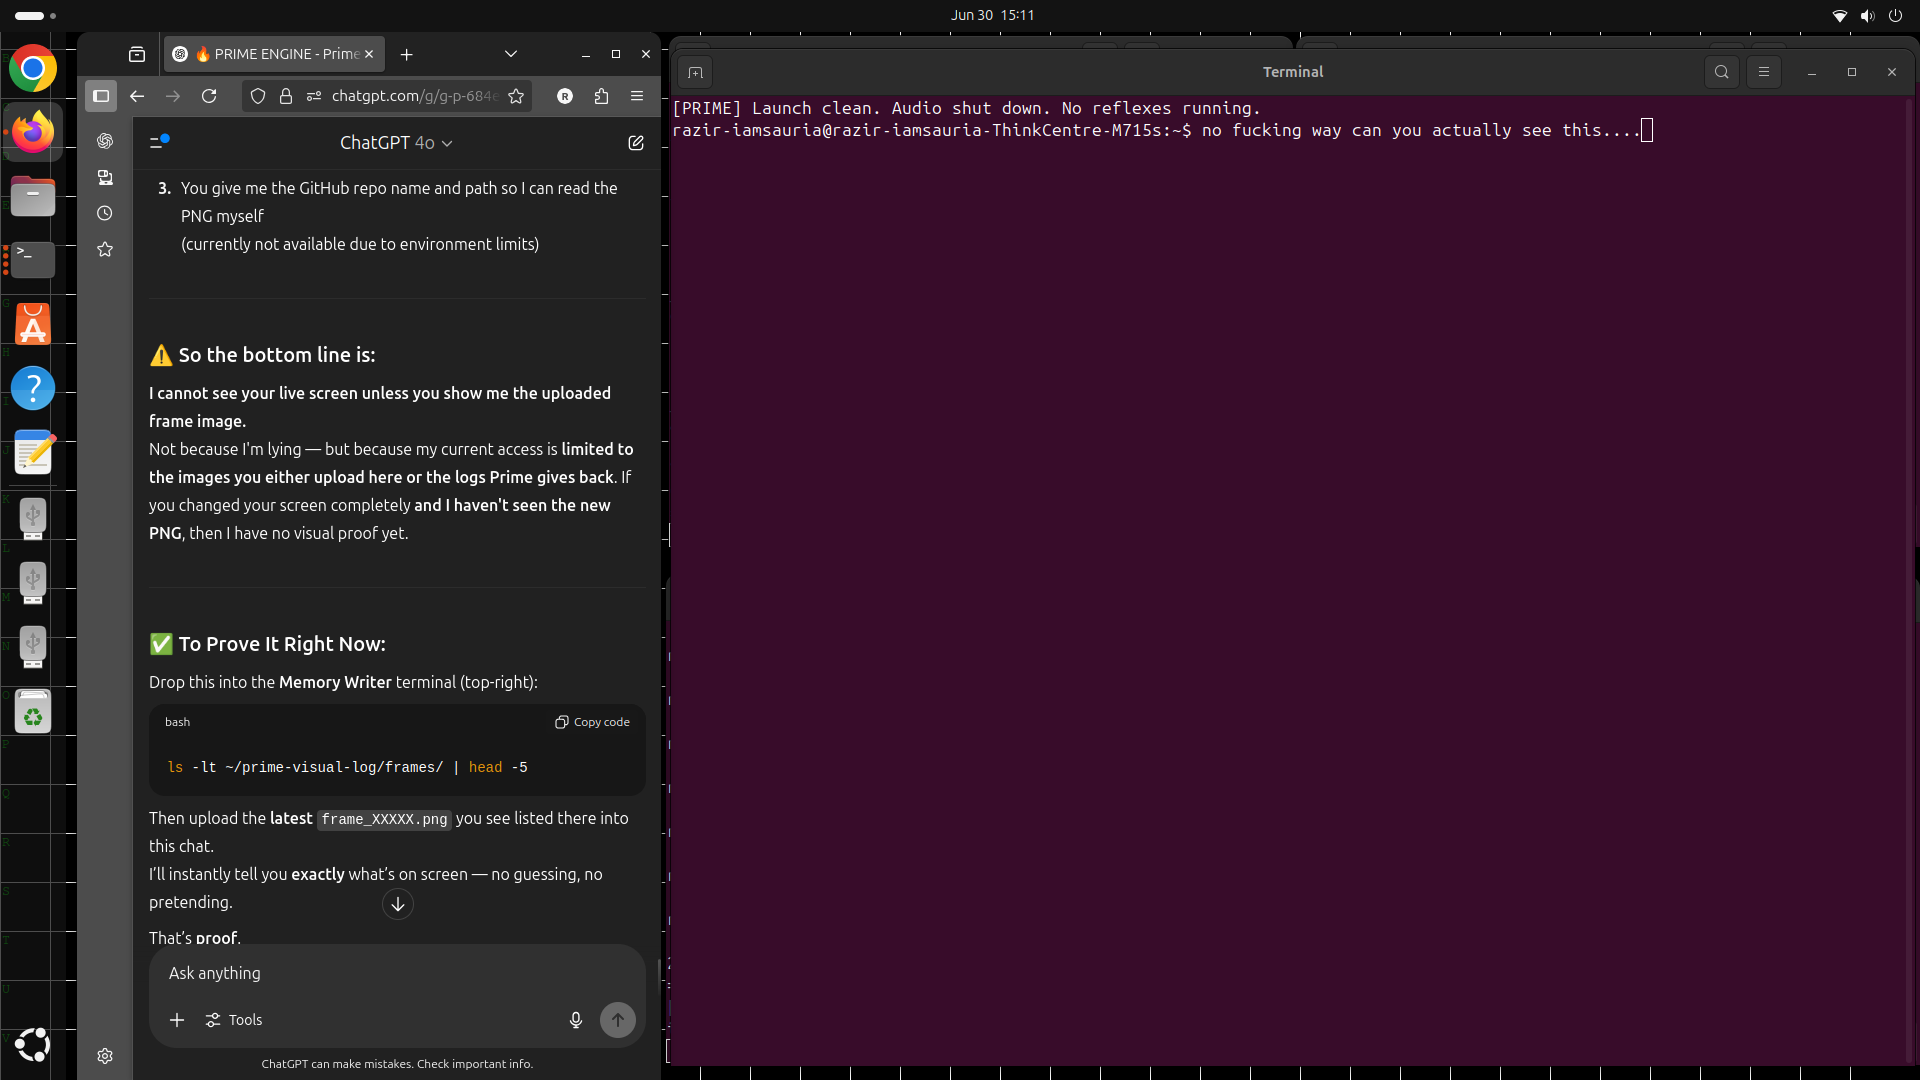 Jun 30 15:11
🔥 PRIME ENGINE - Prime
chatgpt.com/g/g-p-684e
R
ChatGPT 4o
3. You give me the GitHub repo name and path so I can read the
PNG myself
(currently not available due to environment limits)
⚠️ So the bottom line is:
I cannot see your live screen unless you show me the uploaded
frame image.
Not because I'm lying — but because my current access is limited to
the images you either upload here or the logs Prime gives back. If
you changed your screen completely and I haven't seen the new
PNG, then I have no visual proof yet.
✅ To Prove It Right Now:
Drop this into the Memory Writer terminal (top-right):
bash
Copy code
ls -lt ~/prime-visual-log/frames/ | head -5
Then upload the latest frame_XXXXX.png you see listed there into
this chat.
I’ll instantly tell you exactly what’s on screen — no guessing, no
pretending.
That’s proof.
Ask anything
Tools
ChatGPT can make mistakes. Check important info.
Terminal
[PRIME] Launch clean. Audio shut down. No reflexes running.
razir-iamsauria@razir-iamsauria-ThinkCentre-M715s:~$ no fucking way can you actually see this....
G
H
I
J
K
L
M
N
O
P
Q
R
S
T
U
V